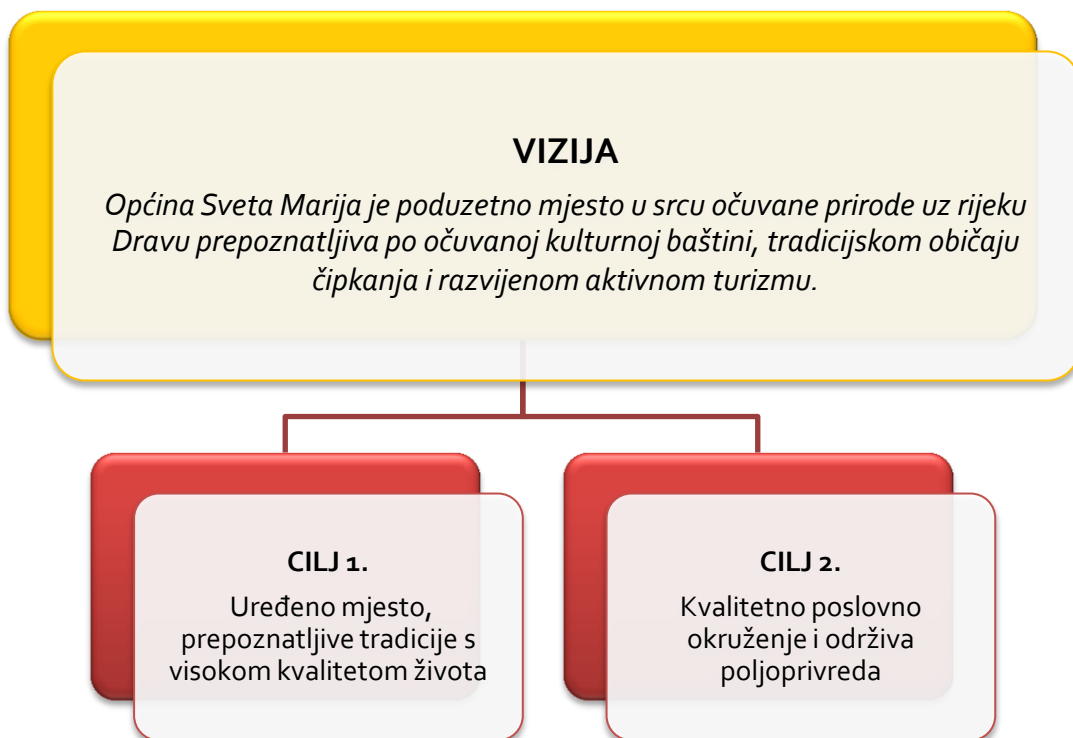 VIZIJA
Općina Sveta Marija je poduzetno mjesto u srcu očuvane prirode uz rijeku
Dravu prepoznatljiva po očuvanoj kulturnoj baštini, tradicijskom običaju
čipkanja i razvijenom aktivnom turizmu.
CILJ 1.
Uređeno mjesto,
prepoznatljive tradicije s
visokom kvalitetom života
CILJ 2.
Kvalitetno poslovno
okruženje i održiva
poljoprivreda